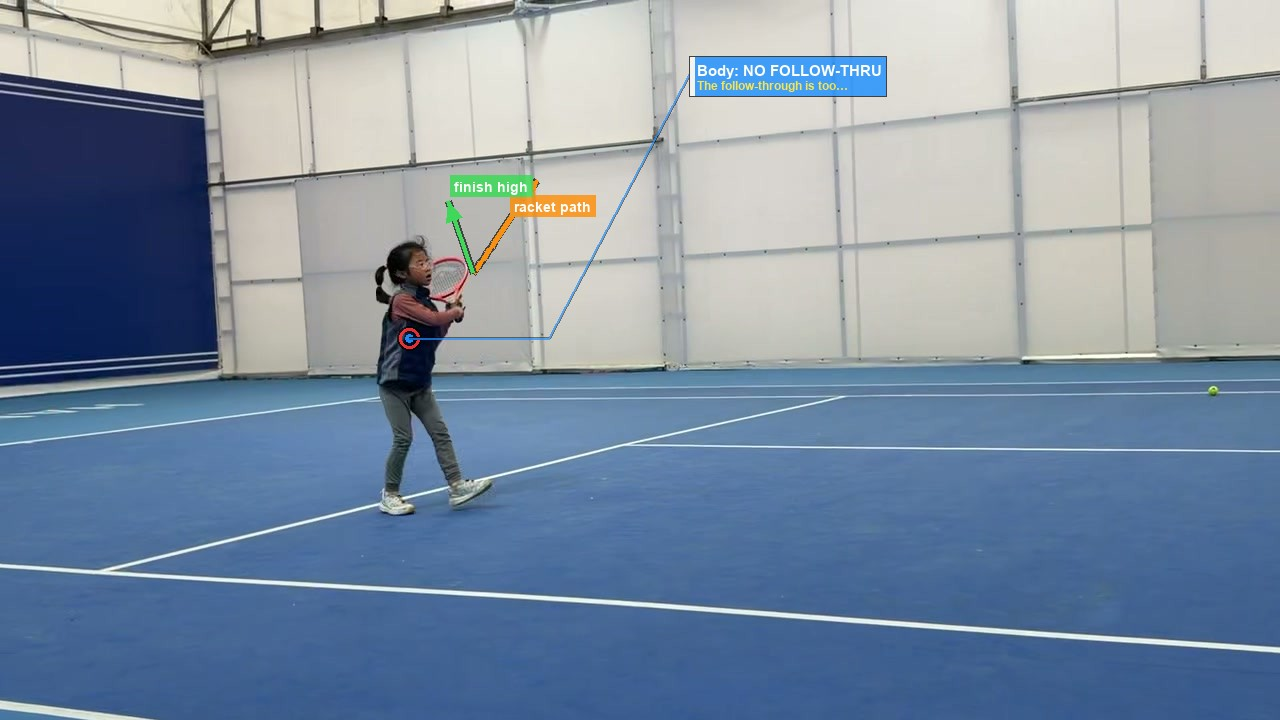 Body: NO FOLLOW-THRU
The follow-through is too...
finish high
racket path